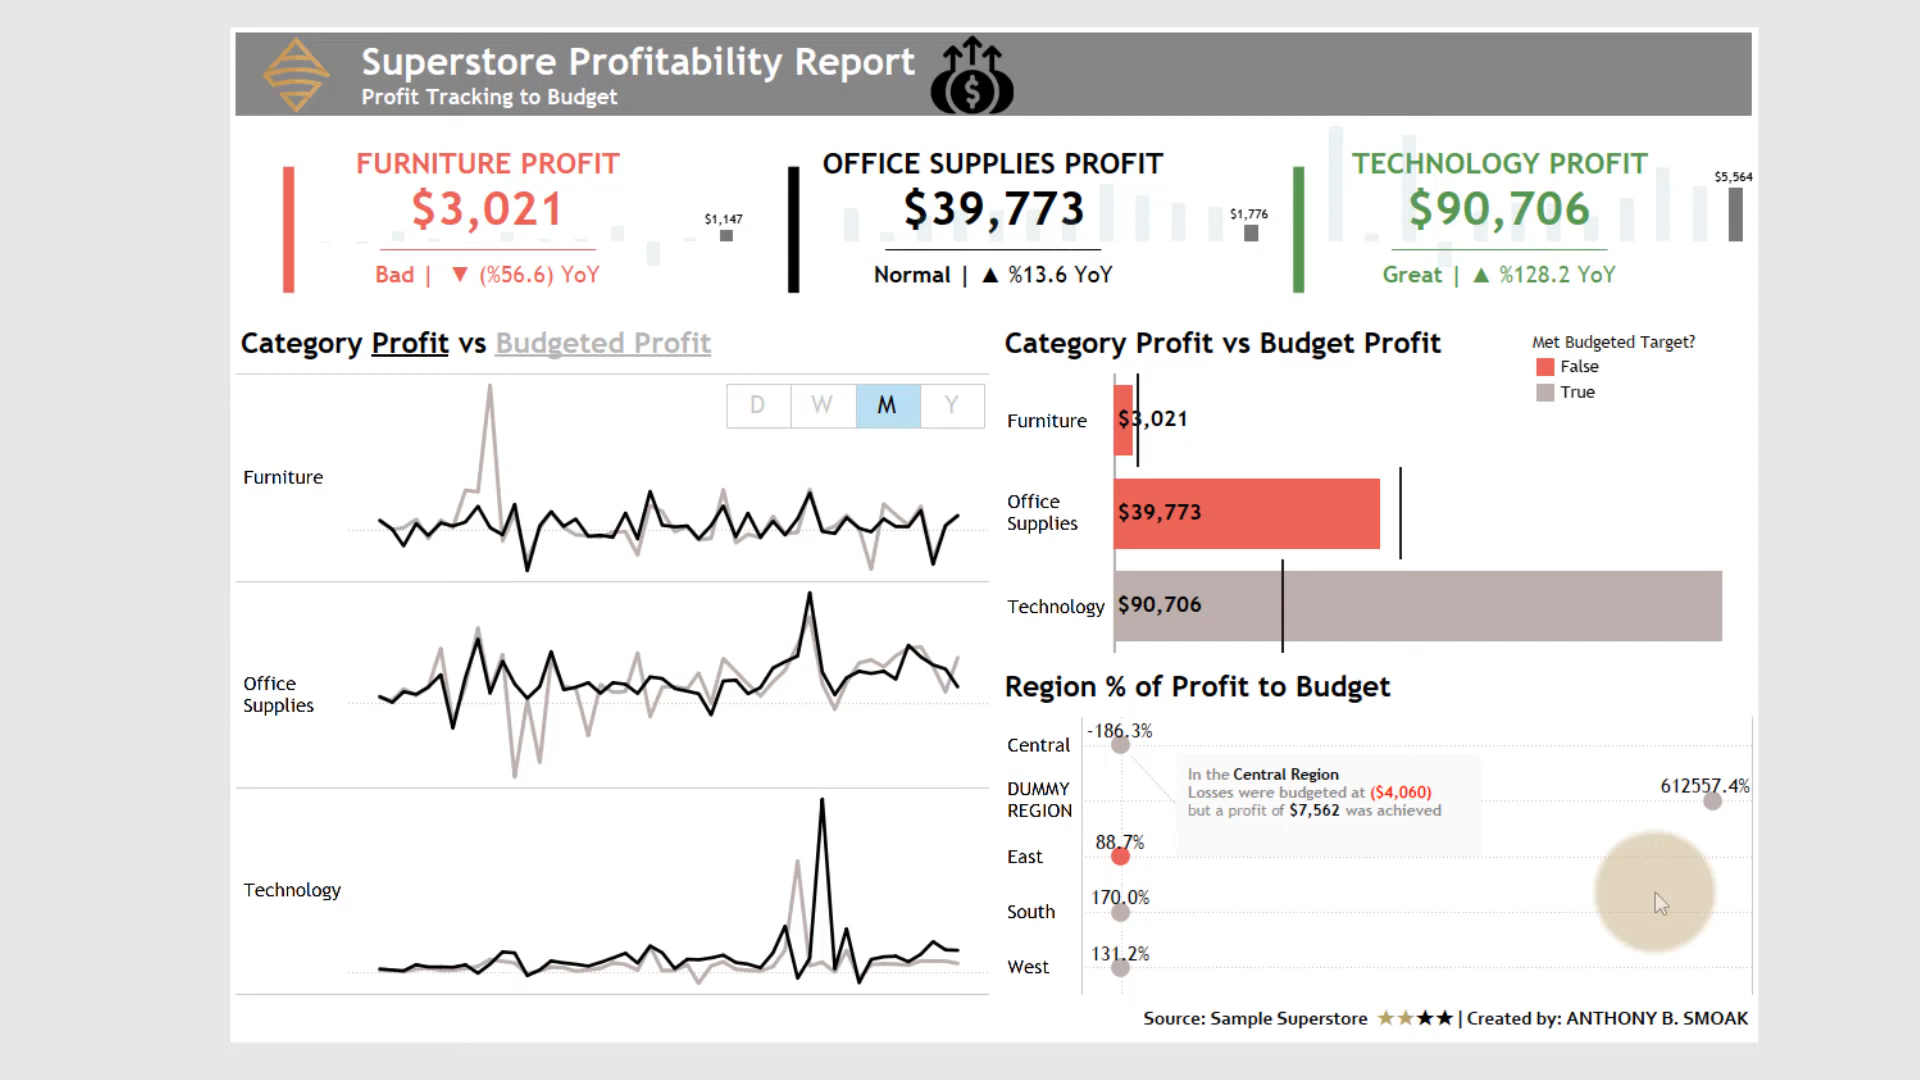 Superstore Profitability Report
Profit Tracking to Budget
$
FURNITURE PROFIT
$3,021
Bad | ▼ (%56.6) YoY
$1,147
OFFICE SUPPLIES PROFIT
$39,773
Normal | ▲ %13.6 YoY
$1,776
TECHNOLOGY PROFIT
$90,706
Great | ▲ %128.2 YoY
$5,564
Category Profit vs Budgeted Profit
D W M Y
Furniture
Office
Supplies
Technology
Category Profit vs Budget Profit
Met Budgeted Target?
False
True
Furniture
$3,021
Office
Supplies
$39,773
Technology
$90,706
Region % of Profit to Budget
Central
-186.3%
In the Central Region
Losses were budgeted at ($4,060)
but a profit of $7,562 was achieved
DUMMY
REGION
612557.4%
East
88.7%
South
170.0%
West
131.2%
Source: Sample Superstore ★★★★ | Created by: ANTHONY B. SMOAK